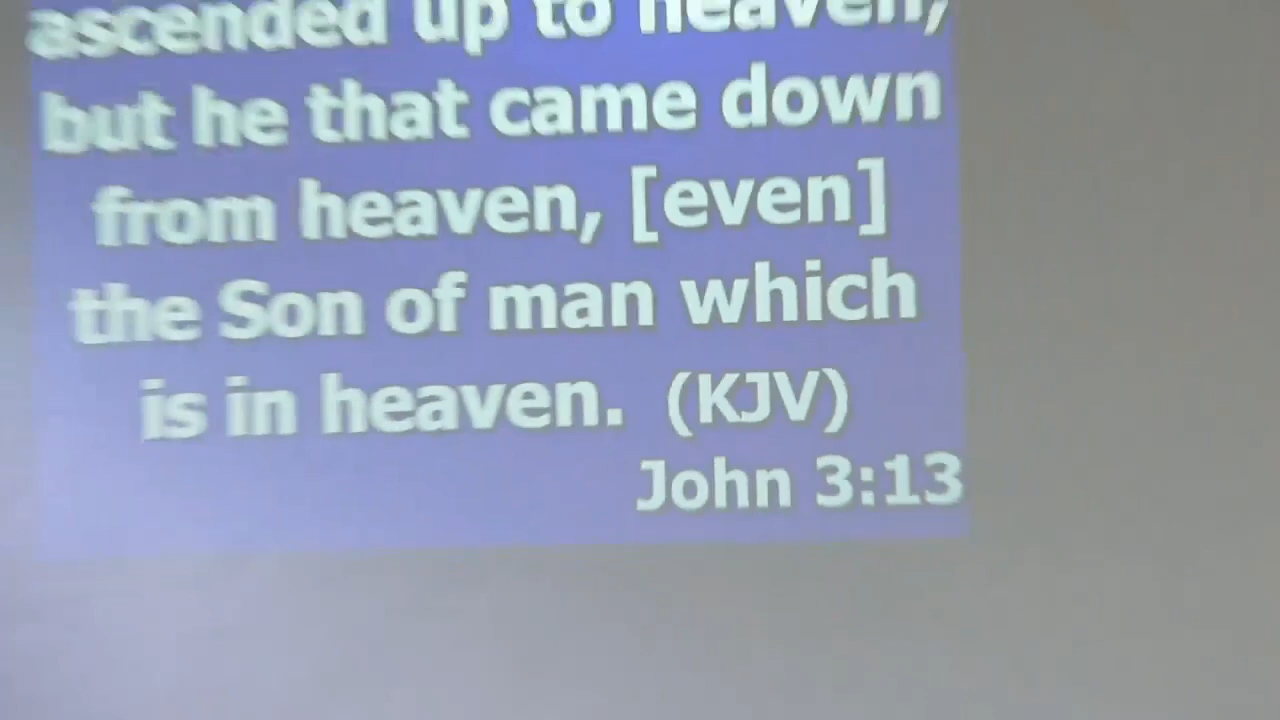 ascended up to heaven,
but he that came down
from heaven, [even]
the Son of man which
is in heaven. (KJV)
John 3:13